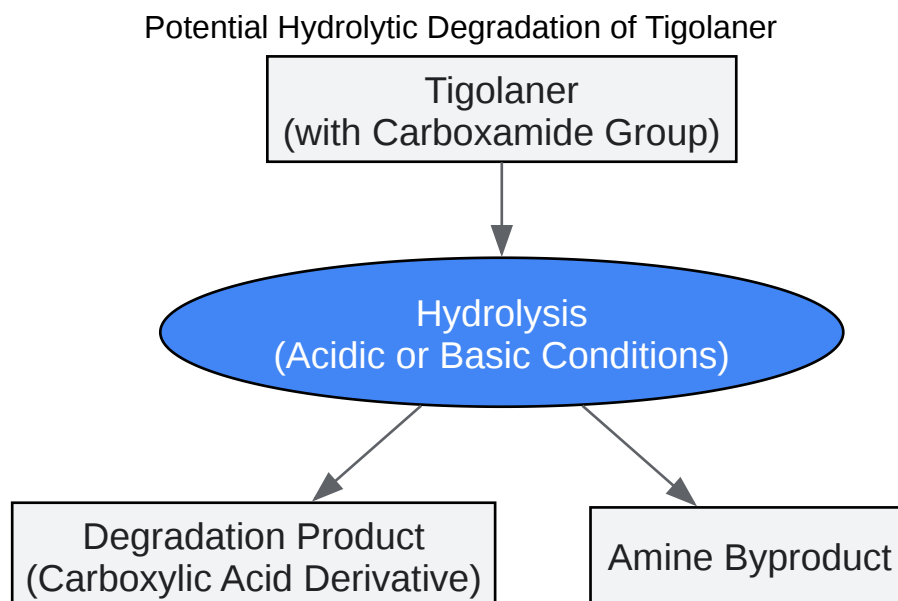 Potential Hydrolytic Degradation of Tigolaner
Tigolaner
(with Carboxamide Group)
Hydrolysis
(Acidic or Basic Conditions)
Degradation Product
(Carboxylic Acid Derivative)
Amine Byproduct